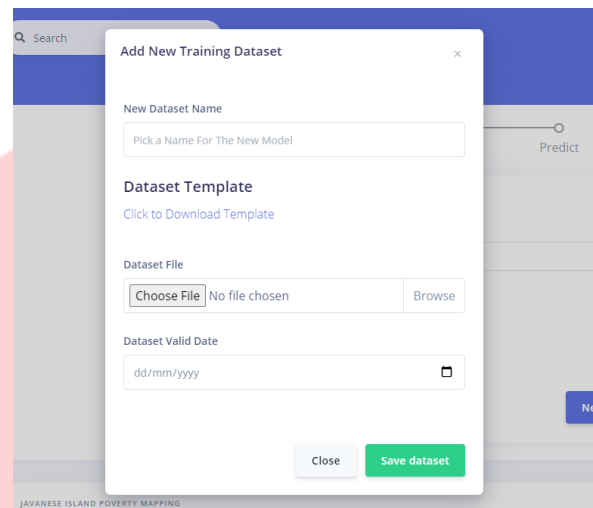 Search
Add New Training Dataset
×
New Dataset Name
Pick a Name For The New Model
Predict
Dataset Template
Click to Download Template
Dataset File
Choose File No file chosen Browse
Dataset Valid Date
dd/mm/yyyy
Ne
Close Save dataset
JAVANESE ISLAND POVERTY MAPPING